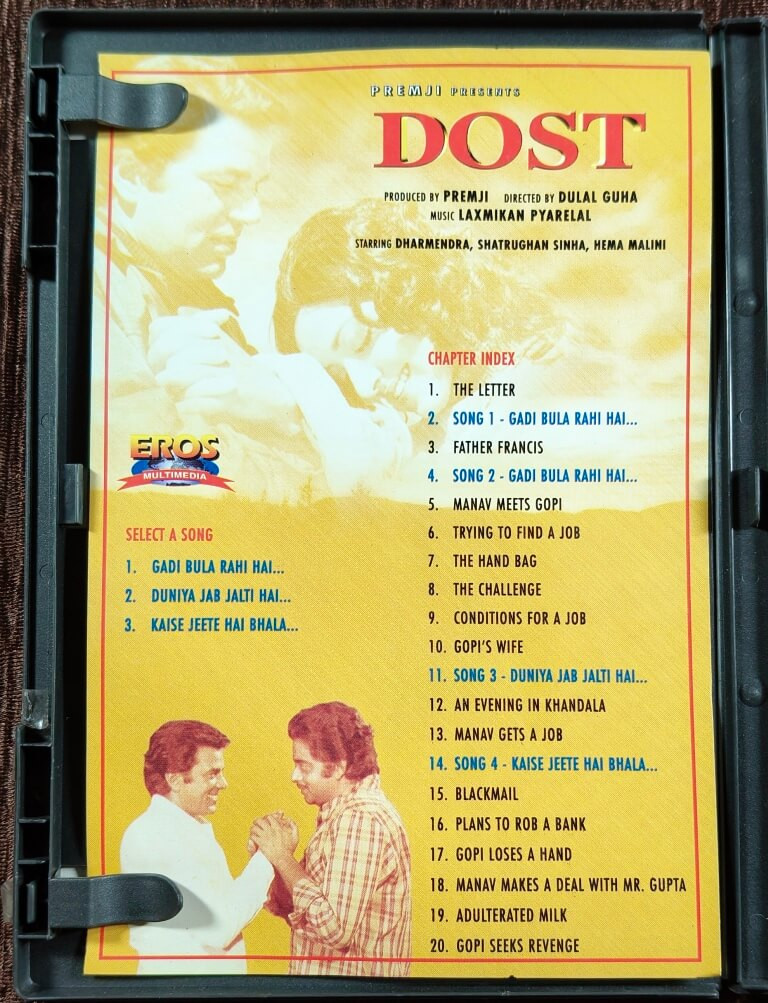 PREMJI PRESENTS
DOST
PRODUCED BY PREMJI DIRECTED BY DULAL GUHA
MUSIC LAXMIKAN PYARELAL
STARRING DHARMENDRA, SHATRUGHAN SINHA, HEMA MALINI
EROS
MULTIMEDIA
SELECT A SONG
1. GADI BULA RAHI HAI...
2. DUNIYA JAB JALTI HAI...
3. KAISE JEETE HAI BHALA...
CHAPTER INDEX
1. THE LETTER
2. SONG 1 - GADI BULA RAHI HAI...
3. FATHER FRANCIS
4. SONG 2 - GADI BULA RAHI HAI...
5. MANAV MEETS GOPI
6. TRYING TO FIND A JOB
7. THE HAND BAG
8. THE CHALLENGE
9. CONDITIONS FOR A JOB
10. GOPI'S WIFE
11. SONG 3 - DUNIYA JAB JALTI HAI...
12. AN EVENING IN KHANDALA
13. MANAV GETS A JOB
14. SONG 4 - KAISE JEETE HAI BHALA...
15. BLACKMAIL
16. PLANS TO ROB A BANK
17. GOPI LOSES A HAND
18. MANAV MAKES A DEAL WITH MR. GUPTA
19. ADULTERATED MILK
20. GOPI SEEKS REVENGE